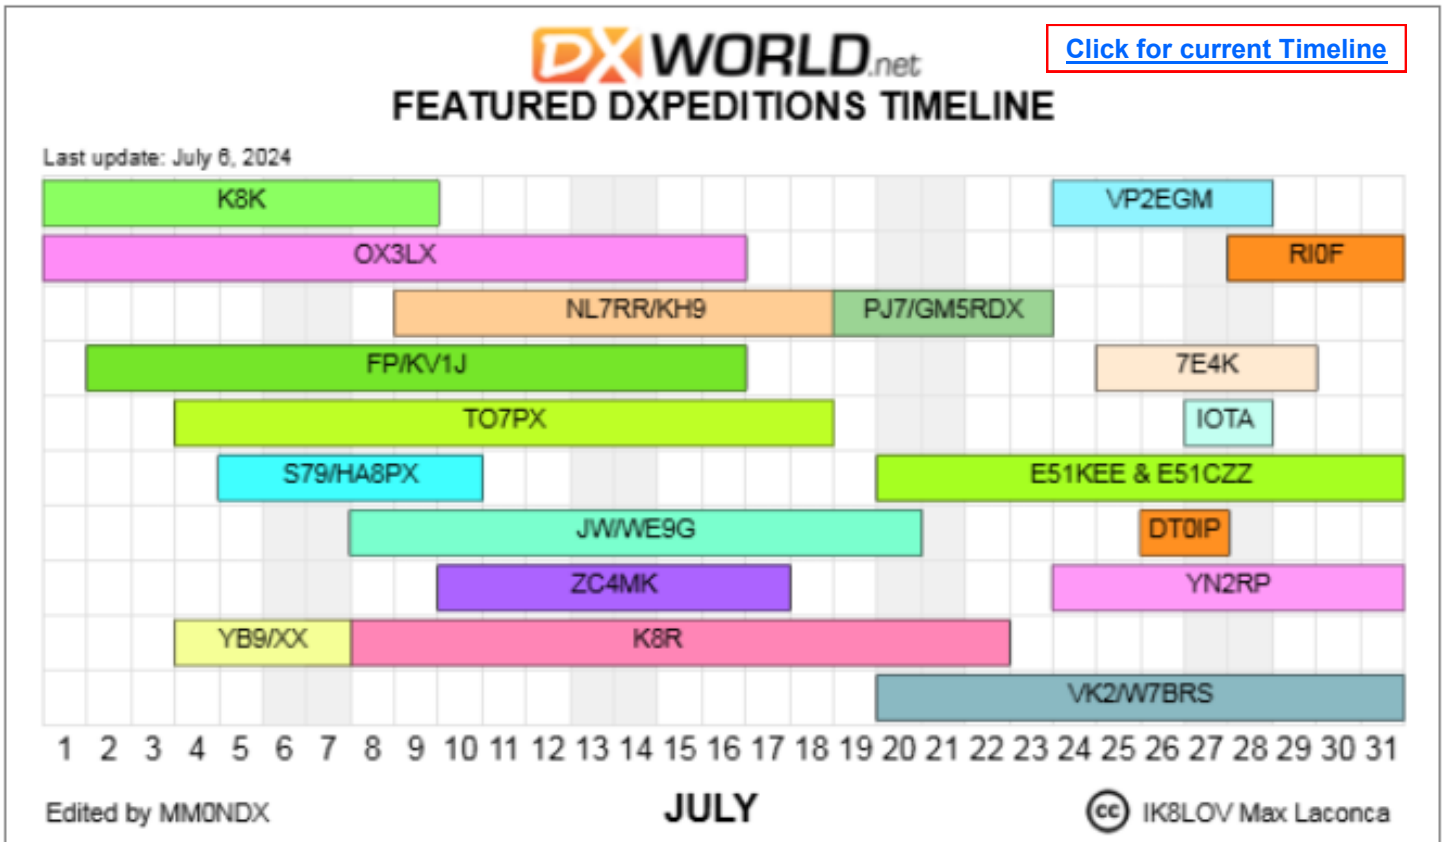 DX WORLD.net
Click for current Timeline
FEATURED DXPEDITIONS TIMELINE
Last update: July 6, 2024
K8K
VP2EGM
OX3LX
RI0F
NL7RR/KH9
PJ7/GM5RDX
FP/KV1J
7E4K
TO7PX
IOTA
S79/HA8PX
E51KEE & E51CZZ
JW/WE9G
DT0IP
ZC4MK
YN2RP
YB9/XX
K8R
VK2/W7BRS
1 2 3 4 5 6 7 8 9 10 11 12 13 14 15 16 17 18 19 20 21 22 23 24 25 26 27 28 29 30 31
Edited by MM0NDX
JULY
cc IK8LOV Max Laconca